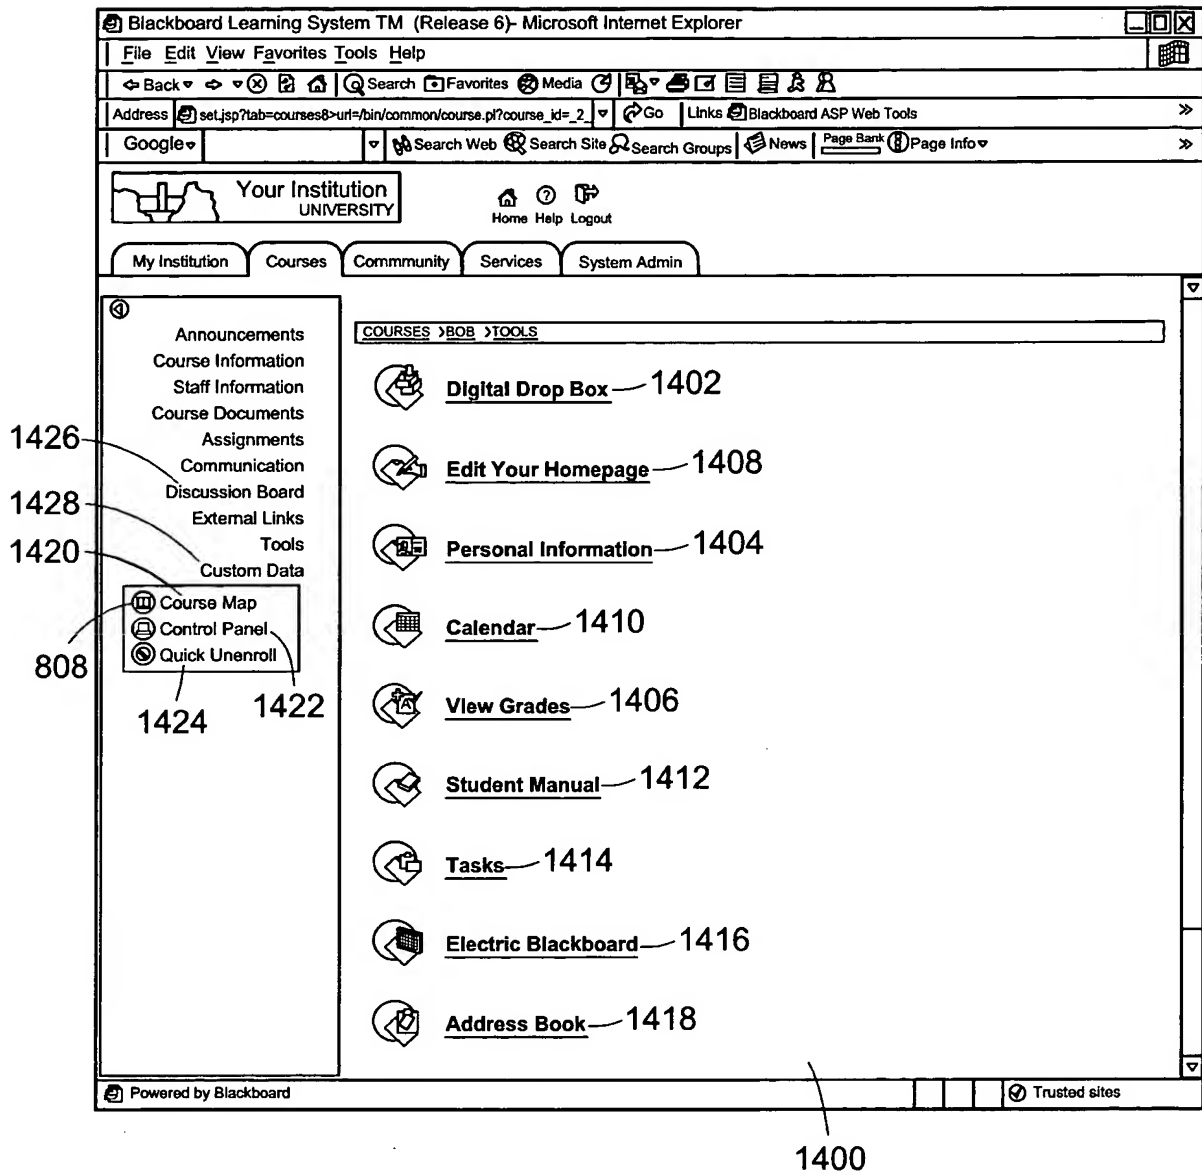 Blackboard Learning System TM (Release 6)- Microsoft Internet Explorer
File Edit View Favorites Tools Help
Back Search Favorites Media
Address set.jsp?tab=courses8>url=/bin/common/course.pl?course_id=_2_ Go Links Blackboard ASP Web Tools »
Google Search Web Search Site Search Groups News Page Bank Page Info »
Your Institution
UNIVERSITY
Home Help Logout
My Institution Courses Commmunity Services System Admin
COURSES >BOB >TOOLS
Announcements
Course Information
Staff Information
Course Documents
Assignments
Communication
Discussion Board
External Links
Tools
Custom Data
Course Map
Control Panel
Quick Unenroll
1426
1428
1420
808
1424
1422
Digital Drop Box 1402
Edit Your Homepage 1408
Personal Information 1404
Calendar 1410
View Grades 1406
Student Manual 1412
Tasks 1414
Electric Blackboard 1416
Address Book 1418
Powered by Blackboard Trusted sites
1400